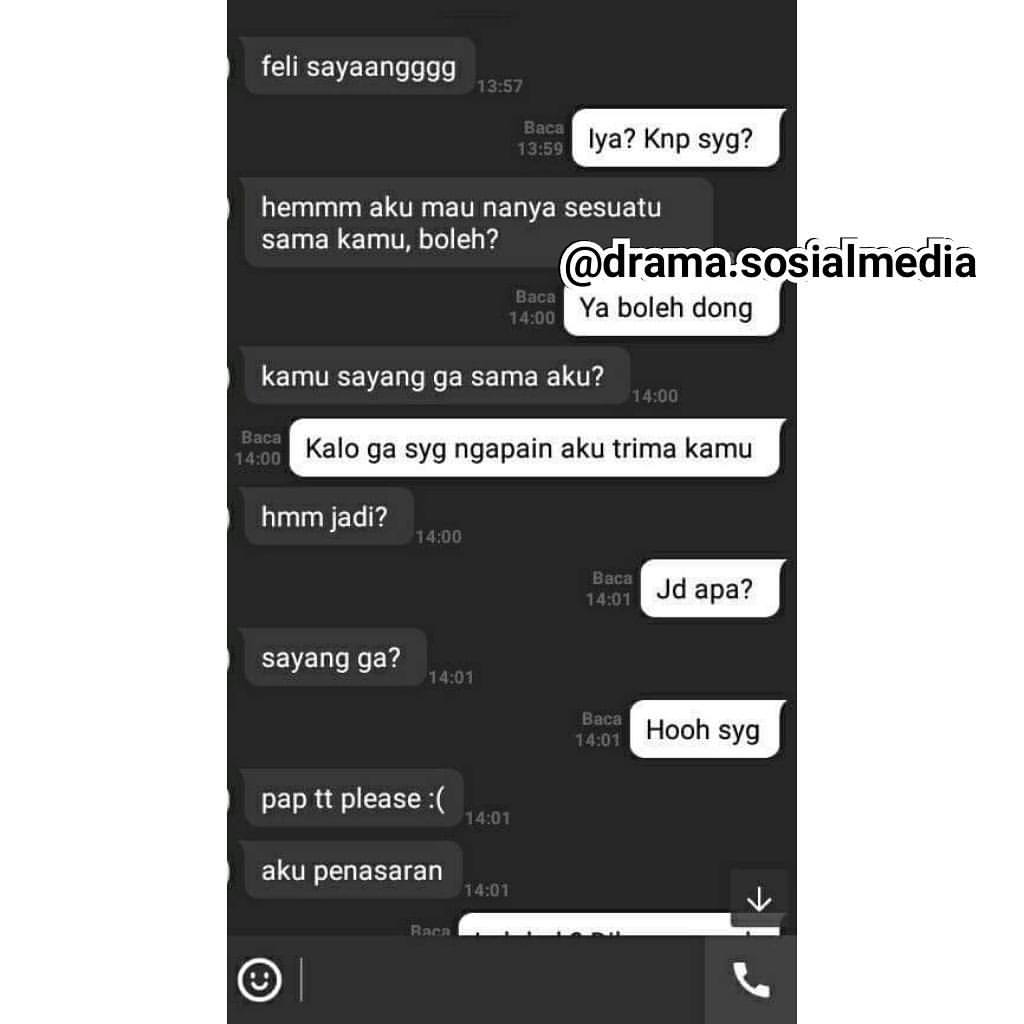 feli sayaangggg
13:57
Baca
13:59
Iya? Knp syg?
hemmm aku mau nanya sesuatu
sama kamu, boleh?
@drama.sosialmedia
Baca
14:00
Ya boleh dong
kamu sayang ga sama aku?
14:00
Baca
14:00
Kalo ga syg ngapain aku trima kamu
hmm jadi?
14:00
Baca
14:01
Jd apa?
sayang ga?
14:01
Baca
14:01
Hooh syg
pap tt please :(
14:01
aku penasaran
14:01
Baca